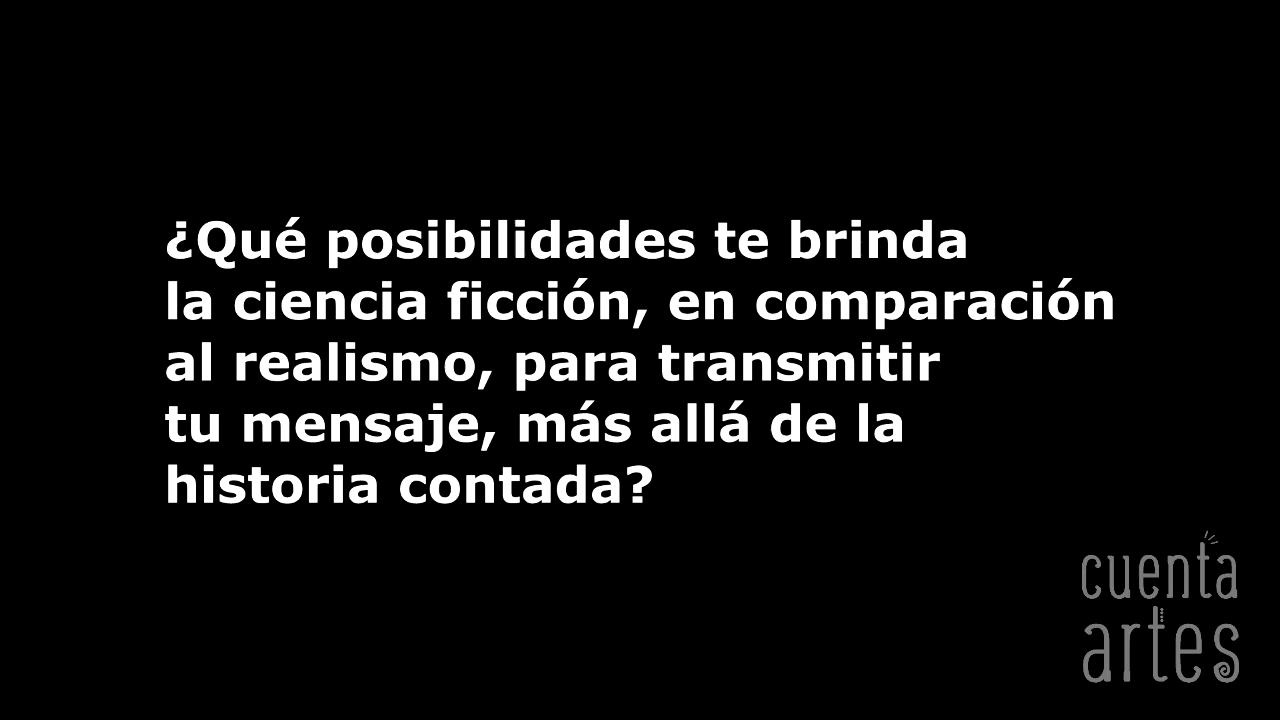 ¿Qué posibilidades te brinda
la ciencia ficción, en comparación
al realismo, para transmitir
tu mensaje, más allá de la
historia contada?
cuenta
artes